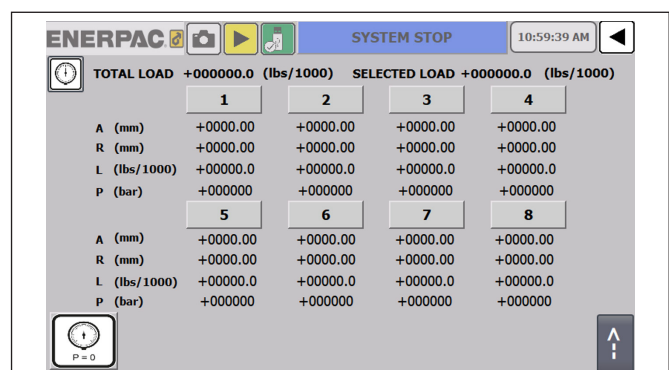 ENERPAC. SYSTEM STOP 10:59:39 AM
TOTAL LOAD +000000.0 (lbs/1000) SELECTED LOAD +000000.0 (lbs/1000)
1 2 3 4
A (mm) +0000.00 +0000.00 +0000.00 +0000.00
R (mm) +0000.00 +0000.00 +0000.00 +0000.00
L (lbs/1000) +00000.0 +00000.0 +00000.0 +00000.0
P (bar) +000000 +000000 +000000 +000000
5 6 7 8
A (mm) +0000.00 +0000.00 +0000.00 +0000.00
R (mm) +0000.00 +0000.00 +0000.00 +0000.00
L (lbs/1000) +00000.0 +00000.0 +00000.0 +00000.0
P (bar) +000000 +000000 +000000 +000000
P = 0